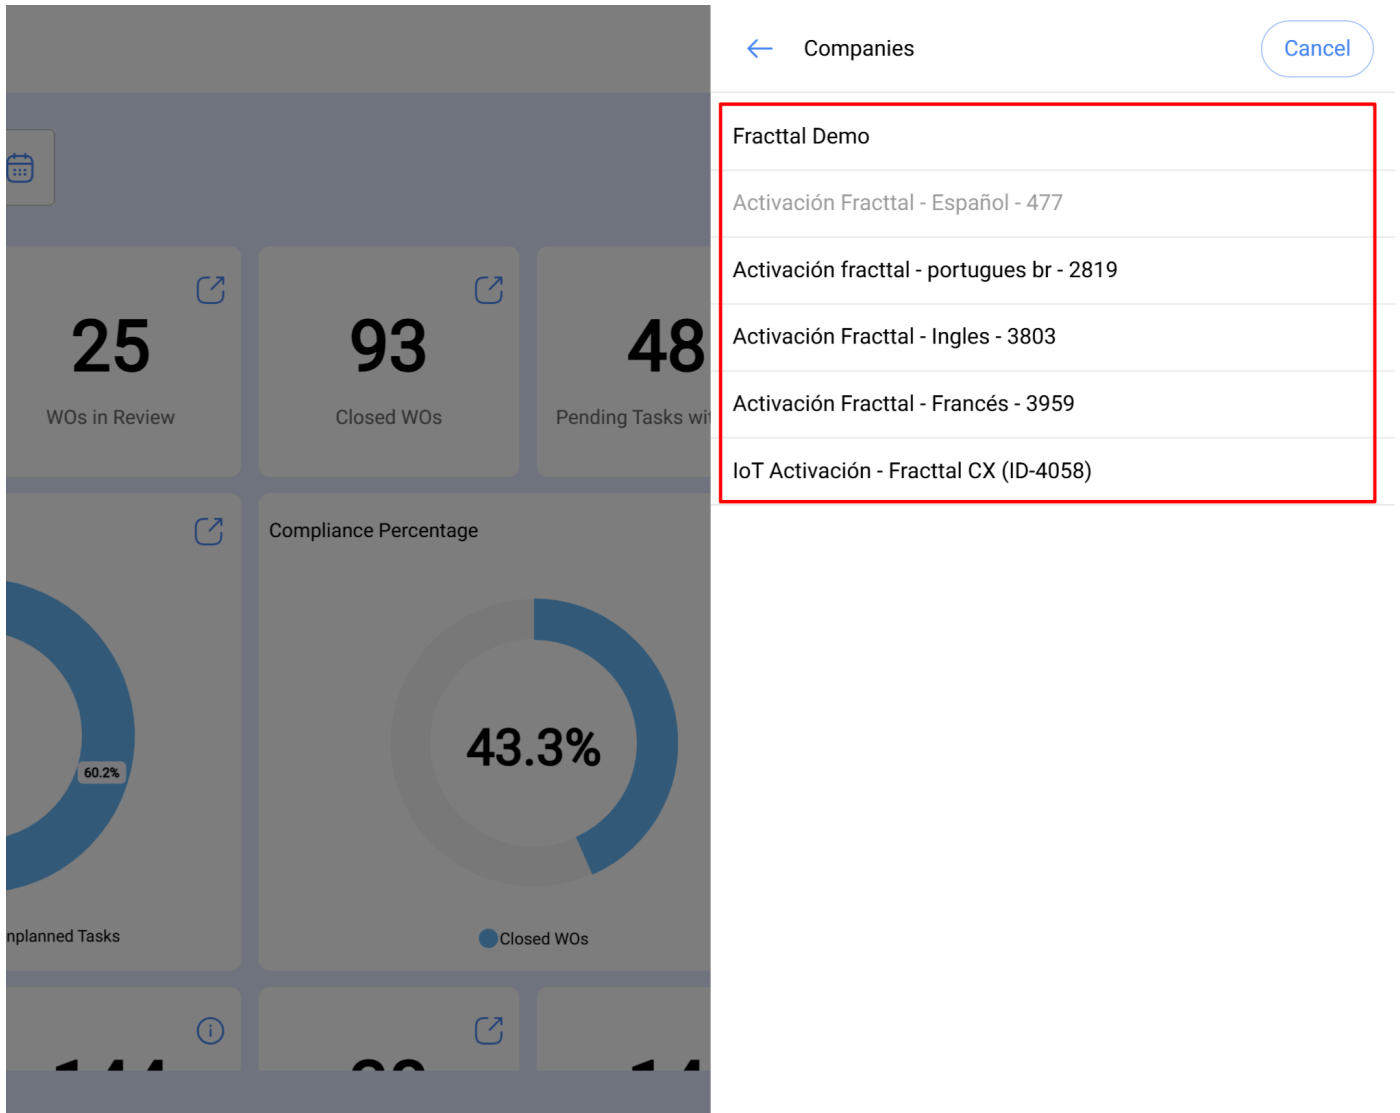 Companies
Cancel
Fracttal Demo
Activación Fracttal - Español - 477
Activación fracttal - portugues br - 2819
Activación Fracttal - Ingles - 3803
Activación Fracttal - Francés - 3959
IoT Activación - Fracttal CX (ID-4058)
25
WOs in Review
93
Closed WOs
48
Pending Tasks wi
60.2%
nplanned Tasks
Compliance Percentage
43.3%
Closed WOs